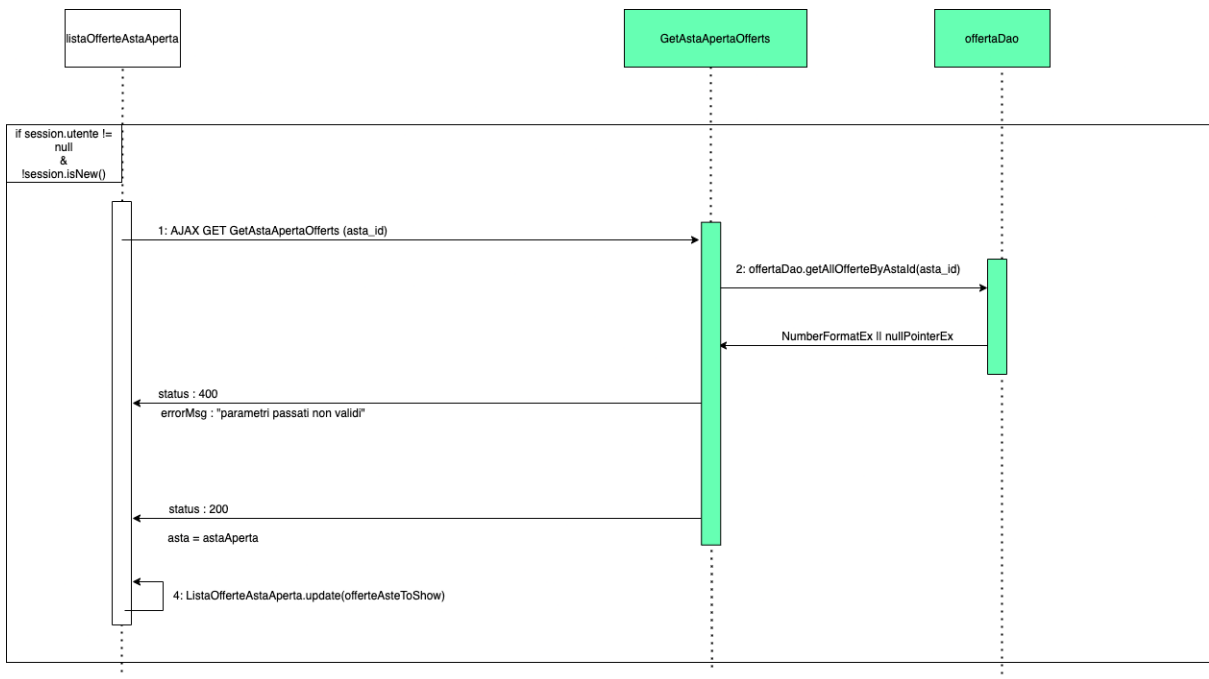 listaOfferteAstaAperta
GetAstaApertaOfferts
offertaDao
if session.utente !=
null
&
!session.isNew()
1: AJAX GET GetAstaApertaOfferts (asta_id)
2: offertaDao.getAllOfferteByAstaId(asta_id)
NumberFormatEx || nullPointerEx
status : 400
errorMsg : "parametri passati non validi"
status : 200
asta = astaAperta
4: ListaOfferteAstaAperta.update(offerteAsteToShow)